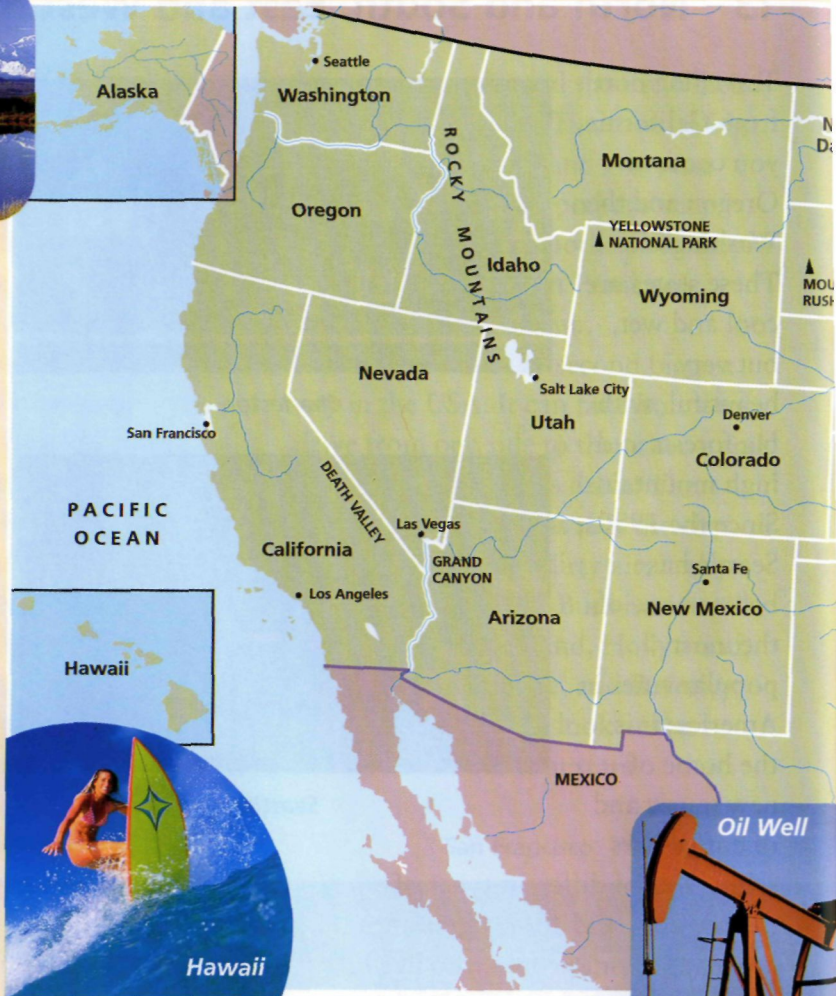 Seattle
Alaska
Washington
ROCKY MOUNTAINS
Montana
Oregon
YELLOWSTONE
NATIONAL PARK
Idaho
Wyoming
Nevada
Salt Lake City
Utah
Denver
San Francisco
Colorado
DEATH VALLEY
PACIFIC
OCEAN
Las Vegas
California
GRAND
CANYON
Santa Fe
Los Angeles
New Mexico
Arizona
Hawaii
MEXICO
Oil Well
Hawaii